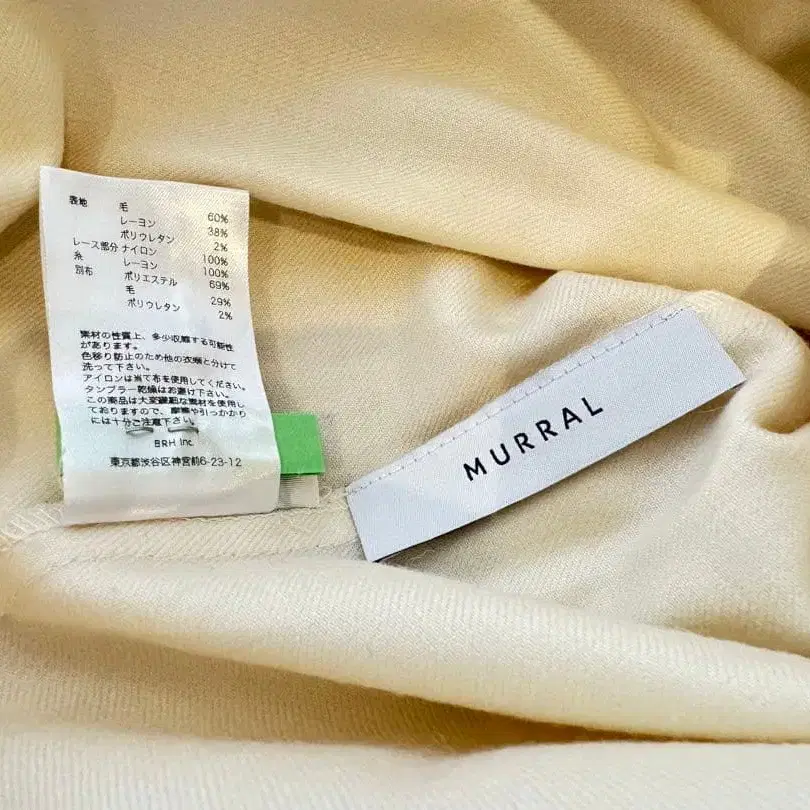 表地 毛 60%
レーヨン 38%
ポリウレタン 2%
レース部分 ナイロン 100%
糸 レーヨン 100%
別布 ポリエステル 69%
毛 29%
ポリウレタン 2%
素材の性質上、多少収縮する可能性
があります。
色移り防止のため他の衣類と分けて
洗って下さい。
アイロンは当て布を使用してください。
タンブラー乾燥はお避け下さい。
この商品は大変繊細な素材を使用し
ておりますので、摩擦や引っかかり
には十分ご注意下さい。
BRH Inc.
東京都渋谷区神宮前6-23-12
MURRAL